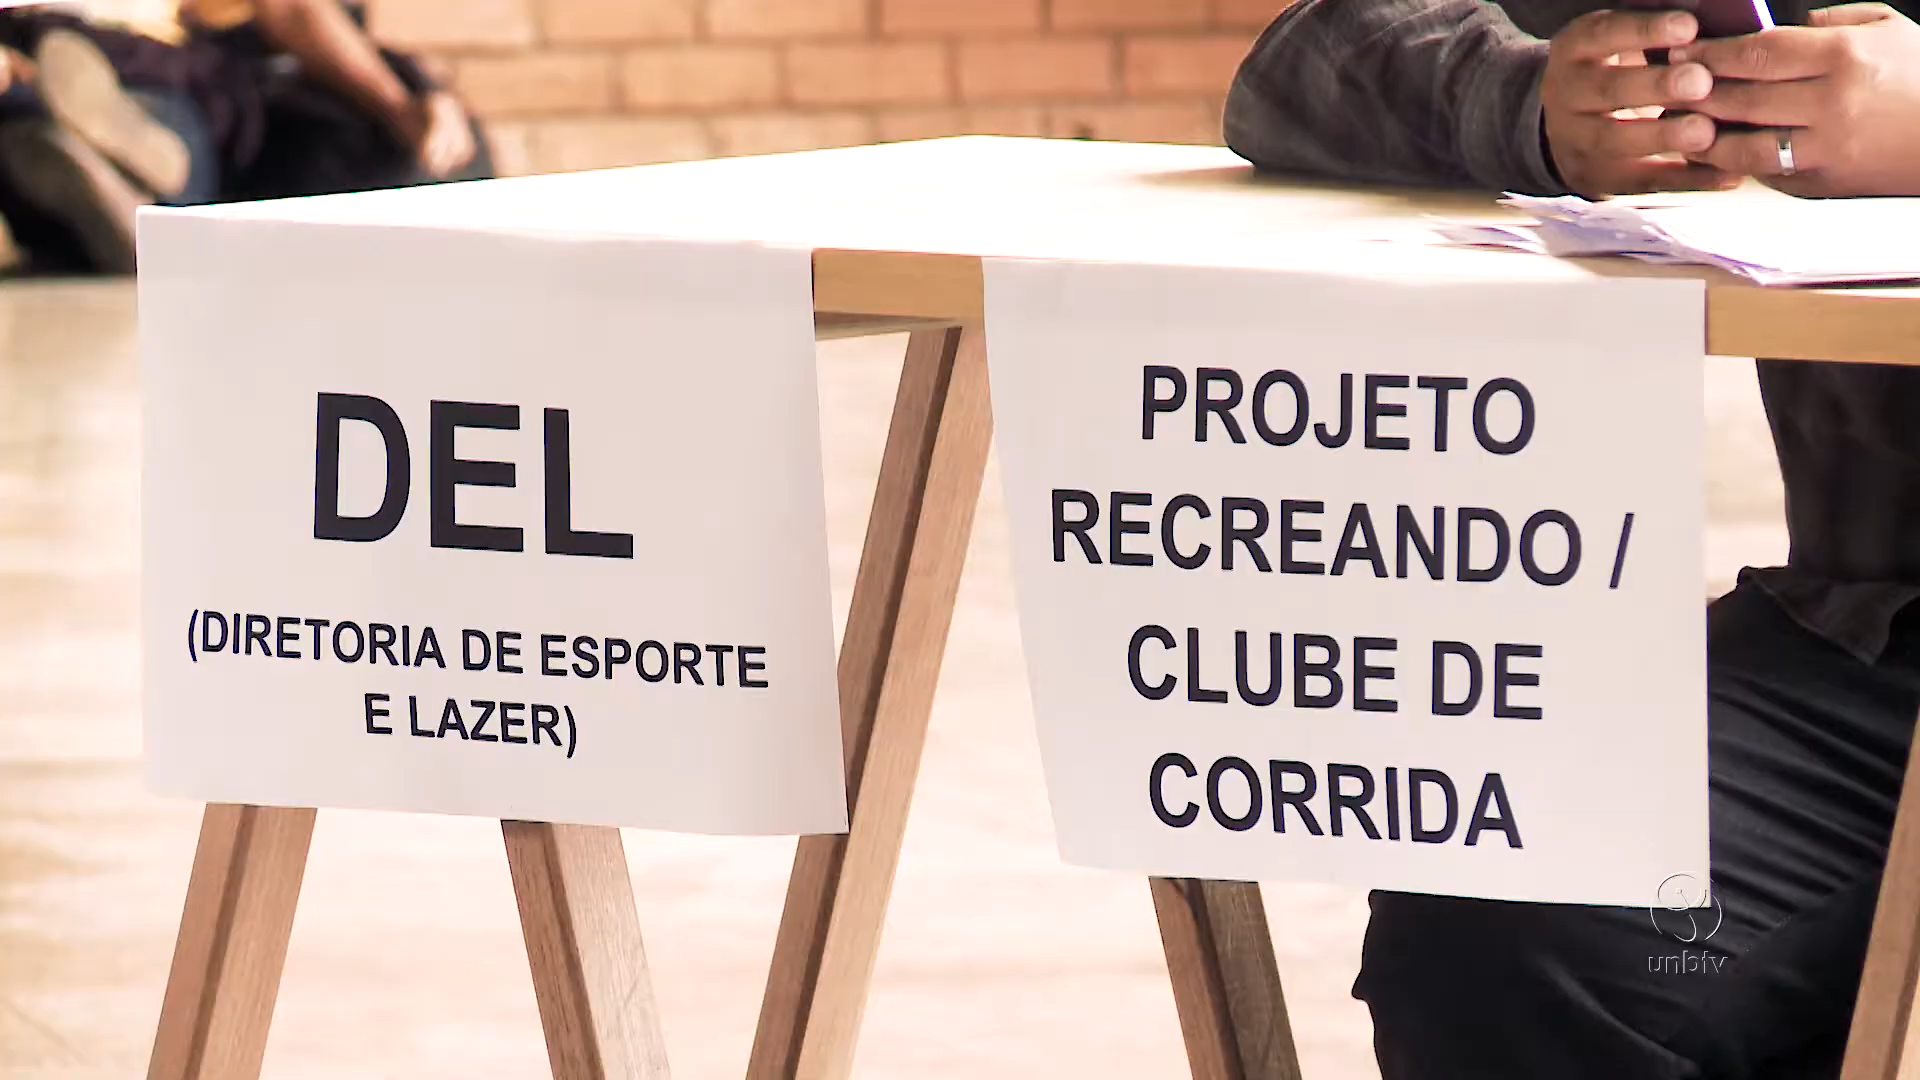 DEL
(DIRETORIA DE ESPORTE
E LAZER)
PROJETO
RECREANDO /
CLUBE DE
CORRIDA
unbtv